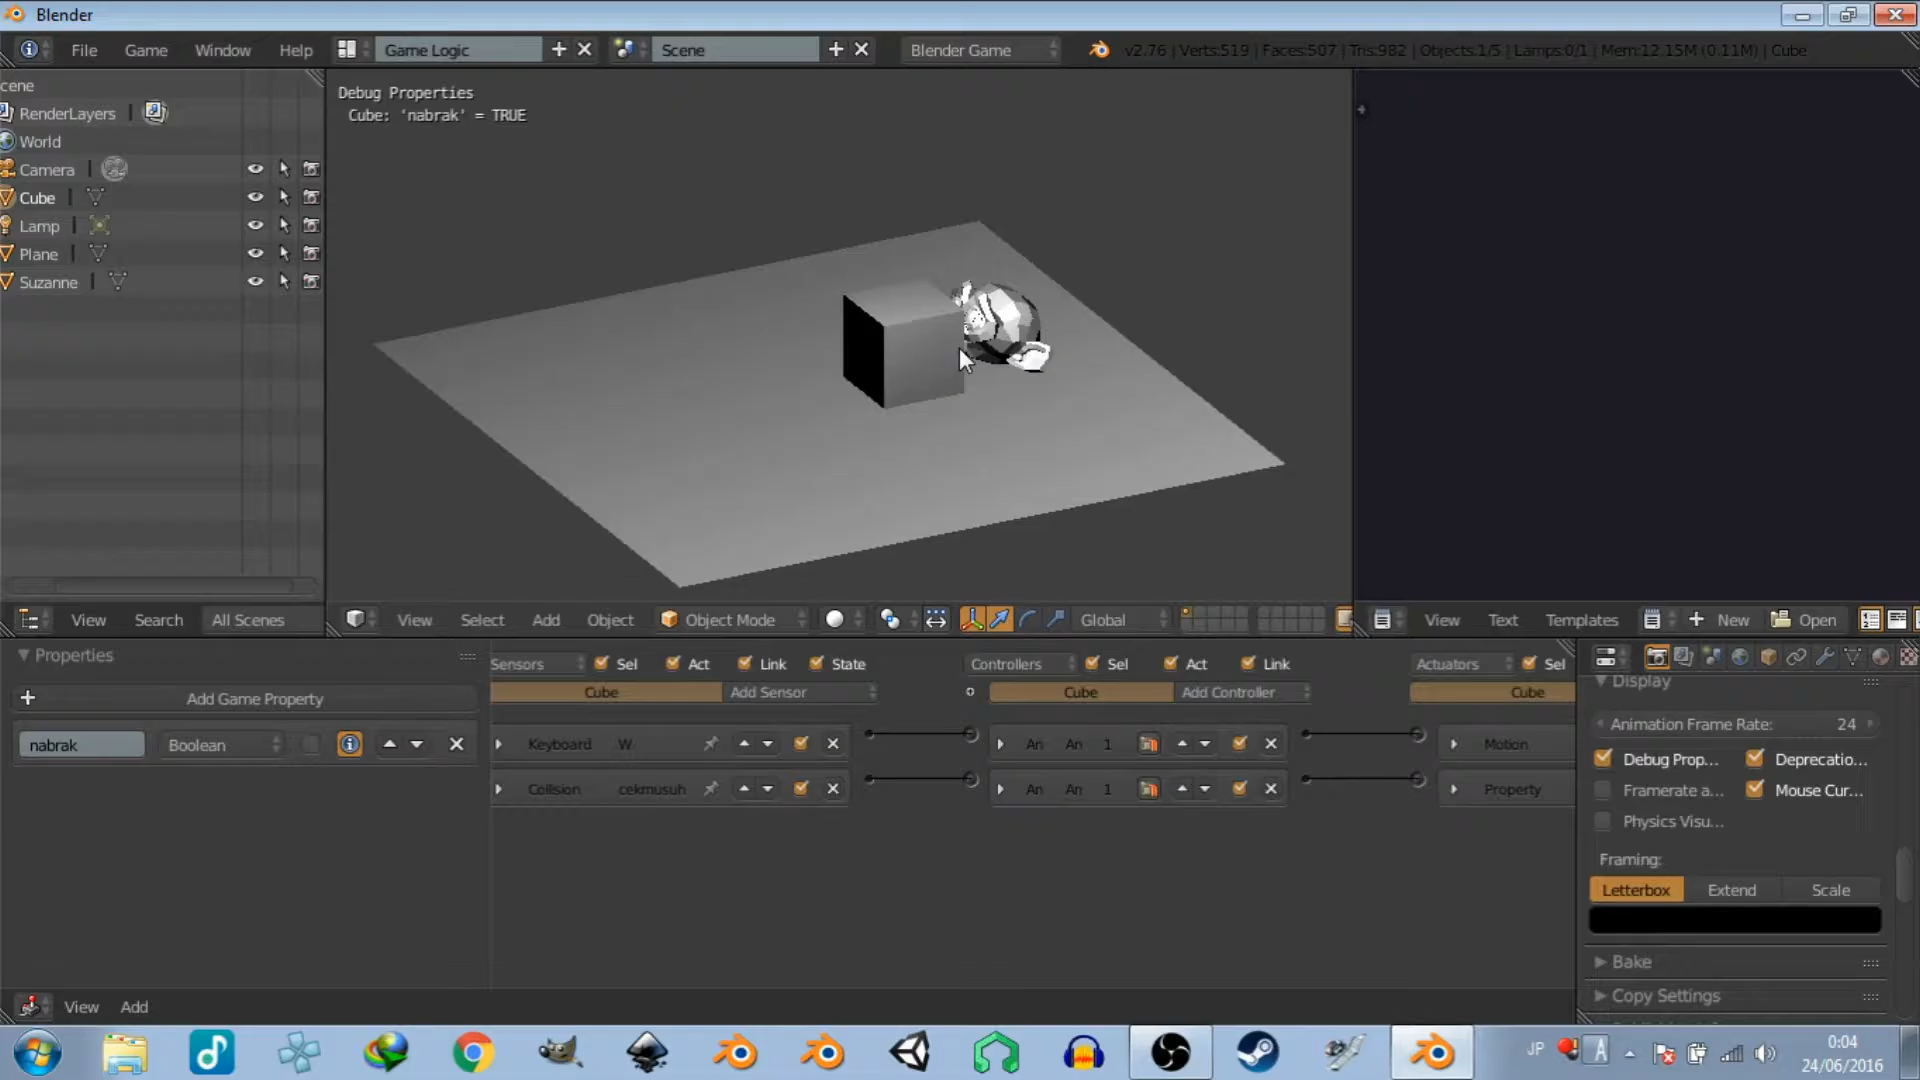 Blender
File Game Window Help Game Logic Scene Blender Game v2.76 | Verts:519 | Faces:507 | Tris:982 | Objects:1/5 | Lamps:0/1 | Mem:12.15M (0.11M) | Cube
cene
RenderLayers
World
Camera
Cube
Lamp
Plane
Suzanne
Debug Properties
Cube: 'nabrak' = TRUE
View Search All Scenes
View Select Add Object Object Mode Global
View Text Templates New Open
Properties
Add Game Property
nabrak Boolean
Sensors Sel Act Link State Controllers Sel Act Link Actuators Sel
Cube Add Sensor Cube Add Controller Cube
Keyboard W An An 1 Motion
Collision cekmusuh An An 1 Property
Display
Animation Frame Rate: 24
Debug Prop... Deprecatio...
Framerate a... Mouse Cur...
Physics Visu...
Framing:
Letterbox Extend Scale
Bake
Copy Settings
View Add
JP A 0:04
24/06/2016